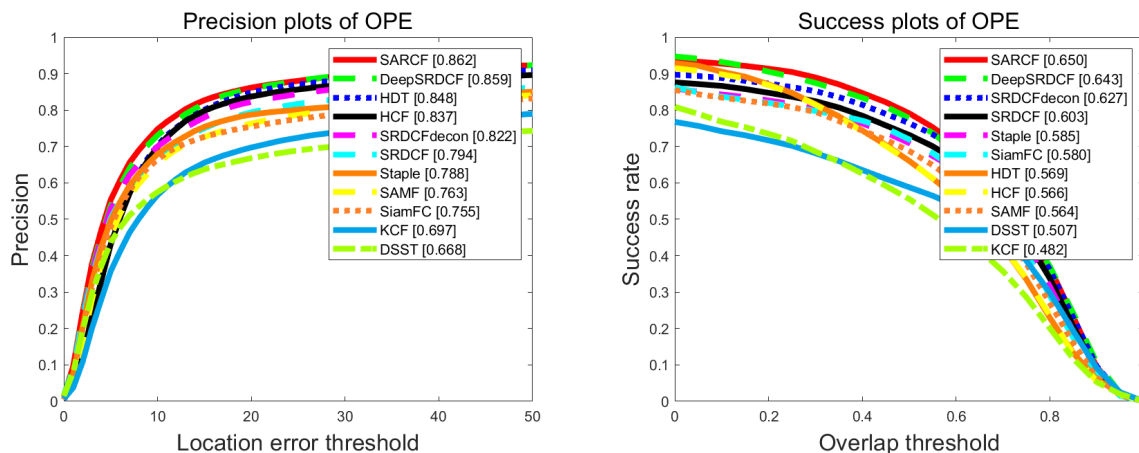 Precision plots of OPE
1
0.9
0.8
0.7
0.6
0.5
0.4
0.3
0.2
0.1
0
Precision
0 10 20 30 40 50
Location error threshold
SARCF [0.862]
DeepSRDCF [0.859]
HDT [0.848]
HCF [0.837]
SRDCFdecon [0.822]
SRDCF [0.794]
Staple [0.788]
SAMF [0.763]
SiamFC [0.755]
KCF [0.697]
DSST [0.668]
Success plots of OPE
1
0.9
0.8
0.7
0.6
0.5
0.4
0.3
0.2
0.1
0
Success rate
0 0.2 0.4 0.6 0.8
Overlap threshold
SARCF [0.650]
DeepSRDCF [0.643]
SRDCFdecon [0.627]
SRDCF [0.603]
Staple [0.585]
SiamFC [0.580]
HDT [0.569]
HCF [0.566]
SAMF [0.564]
DSST [0.507]
KCF [0.482]